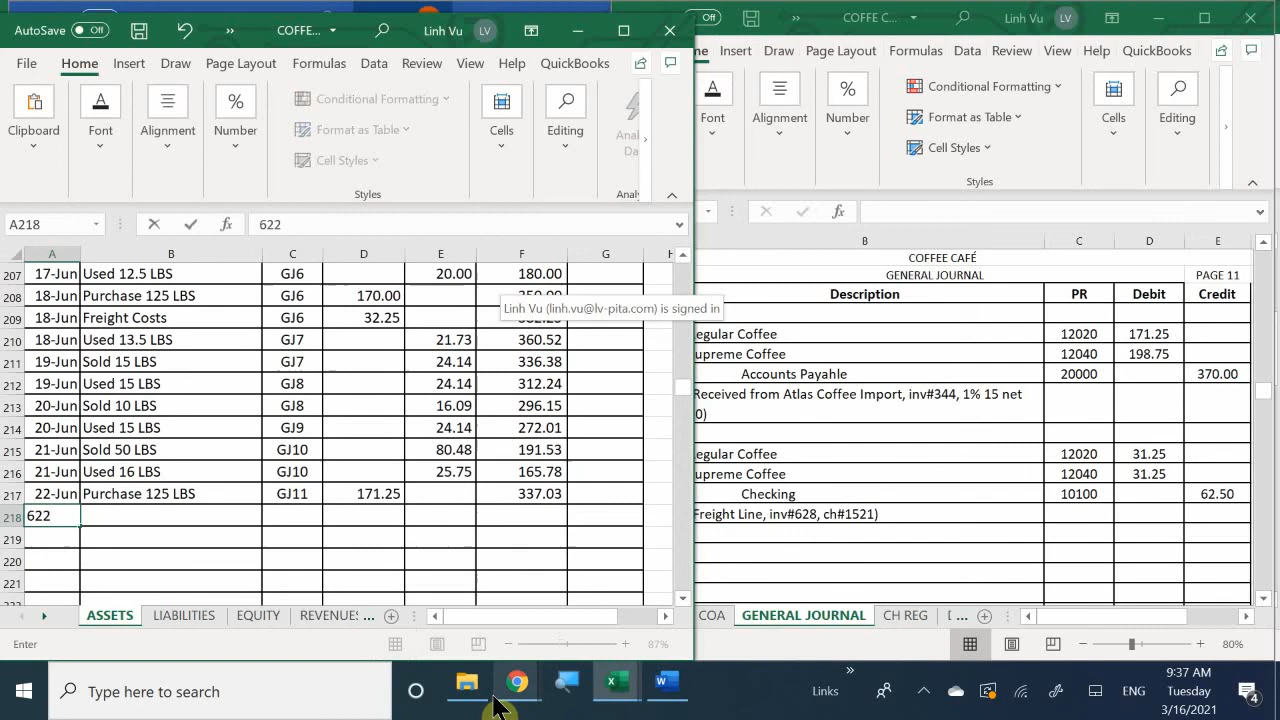 AutoSave Off COFFE... Linh Vu LV
File Home Insert Draw Page Layout Formulas Data Review View Help QuickBooks
Clipboard Font Alignment Number
Conditional Formatting
Format as Table
Cell Styles
Styles
Cells Editing
A218 fx 622
A B C D E F G H
207 17-Jun Used 12.5 LBS GJ6 20.00 180.00
208 18-Jun Purchase 125 LBS GJ6 170.00
Linh Vu (linh.vu@lv-pita.com) is signed in
209 18-Jun Freight Costs GJ6 32.25
210 18-Jun Used 13.5 LBS GJ7 21.73 360.52
211 19-Jun Sold 15 LBS GJ7 24.14 336.38
212 19-Jun Used 15 LBS GJ8 24.14 312.24
213 20-Jun Sold 10 LBS GJ8 16.09 296.15
214 20-Jun Used 15 LBS GJ9 24.14 272.01
215 21-Jun Sold 50 LBS GJ10 80.48 191.53
216 21-Jun Used 16 LBS GJ10 25.75 165.78
217 22-Jun Purchase 125 LBS GJ11 171.25 337.03
218 622
219
220
221
ASSETS LIABILITIES EQUITY REVENUES ...
Enter 87%
Off COFFE C... Linh Vu LV
Insert Draw Page Layout Formulas Data Review View Help QuickBooks
Font Alignment Number
Conditional Formatting
Format as Table
Cell Styles
Styles
Cells Editing
fx
B C D E
COFFEE CAFÉ
GENERAL JOURNAL PAGE 11
Description PR Debit Credit
egular Coffee 12020 171.25
upreme Coffee 12040 198.75
Accounts Payable 20000 370.00
Received from Atlas Coffee Import, inv#344, 1% 15 net
0)
egular Coffee 12020 31.25
upreme Coffee 12040 31.25
Checking 10100 62.50
Freight Line, inv#628, ch#1521)
COA GENERAL JOURNAL CH REG
80%
Type here to search
Links ENG
9:37 AM
Tuesday
3/16/2021
4